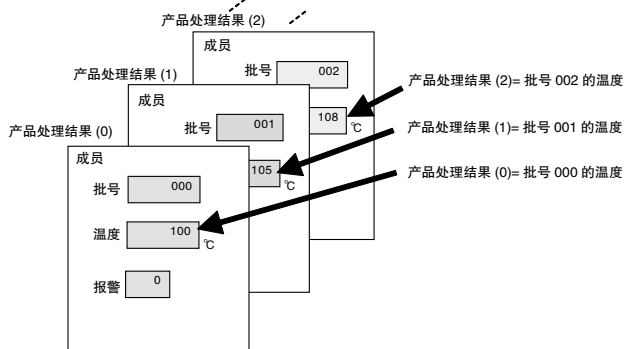 产品处理结果 (2)
成员
批号 002
108 ℃
产品处理结果 (1)
成员
批号 001
105 ℃
产品处理结果 (0)
成员
批号 000
温度 100 ℃
报警 0
产品处理结果 (2)= 批号 002 的温度
产品处理结果 (1)= 批号 001 的温度
产品处理结果 (0)= 批号 000 的温度